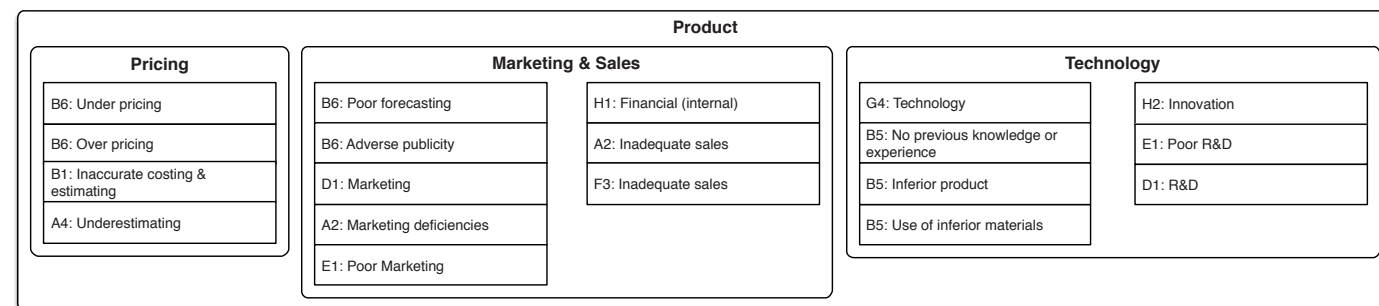 Product
Pricing
B6: Under pricing
B6: Over pricing
B1: Inaccurate costing &
estimating
A4: Underestimating
Marketing & Sales
B6: Poor forecasting
B6: Adverse publicity
D1: Marketing
A2: Marketing deficiencies
E1: Poor Marketing
H1: Financial (internal)
A2: Inadequate sales
F3: Inadequate sales
Technology
G4: Technology
B5: No previous knowledge or
experience
B5: Inferior product
B5: Use of inferior materials
H2: Innovation
E1: Poor R&D
D1: R&D